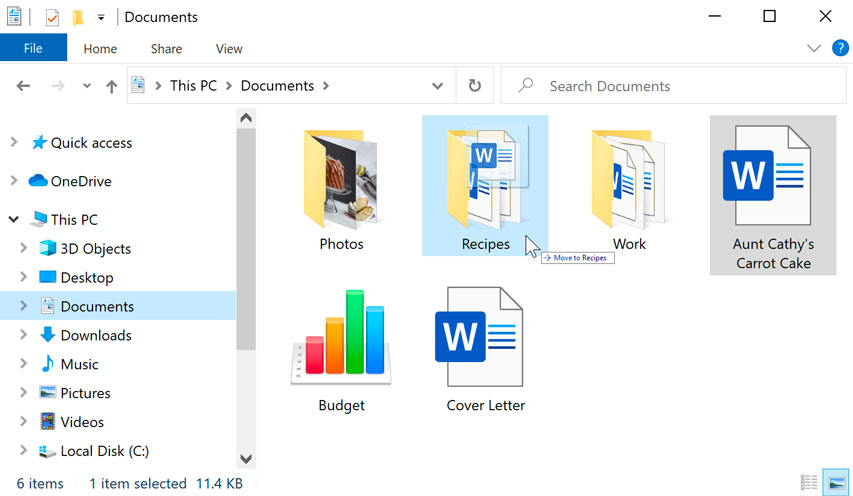 Documents
File
Home
Share
View
?
This PC
Documents
Search Documents
Quick access
OneDrive
This PC
3D Objects
Desktop
Documents
Downloads
Music
Pictures
Videos
Local Disk (C:)
Photos
W
Recipes
Move to Recipes
W
Work
W
Aunt Cathy's
Carrot Cake
Budget
W
Cover Letter
6 items
1 item selected 11.4 KB